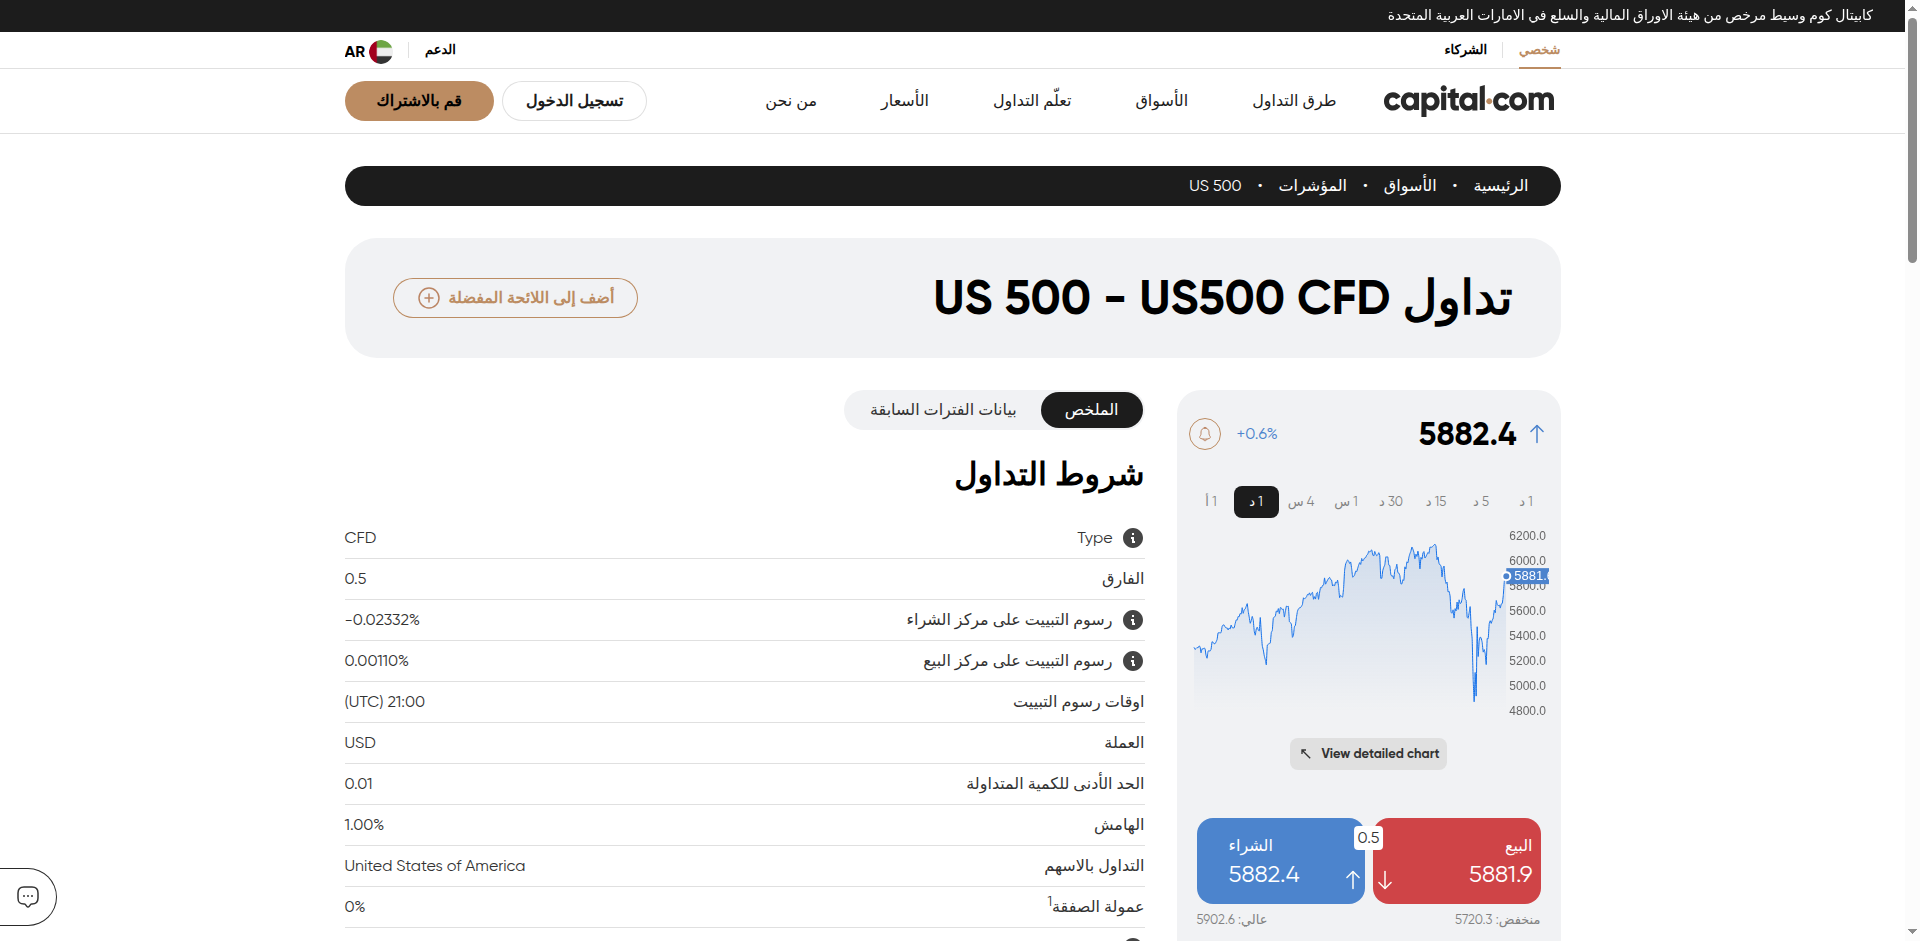 كابيتال كوم وسيط مرخص من هيئة الاوراق المالية والسلع في الامارات العربية المتحدة
شخصي
الشركاء
الدعم
AR
capital.com
طرق التداول
الأسواق
تعلّم التداول
الأسعار
من نحن
تسجيل الدخول
قم بالاشتراك
الرئيسية • الأسواق • المؤشرات • US 500
تداول US 500 - US500 CFD
أضف إلى اللائحة المفضلة
5882.4
+0.6%
1 د
5 د
15 د
30 د
1 س
4 س
1 د
1 أ
6200.0
6000.0
5881.
5800.0
5600.0
5400.0
5200.0
5000.0
4800.0
View detailed chart
البيع
5881.9
0.5
الشراء
5882.4
منخفض: 5720.3
عالي: 5902.6
الملخص
بيانات الفترات السابقة
شروط التداول
Type CFD
الفارق 0.5
رسوم التبييت على مركز الشراء -0.02332%
رسوم التبييت على مركز البيع 0.00110%
اوقات رسوم التبييت 21:00 (UTC)
العملة USD
الحد الأدنى للكمية المتداولة 0.01
الهامش 1.00%
التداول بالاسهم United States of America
عمولة الصفقة1 0%